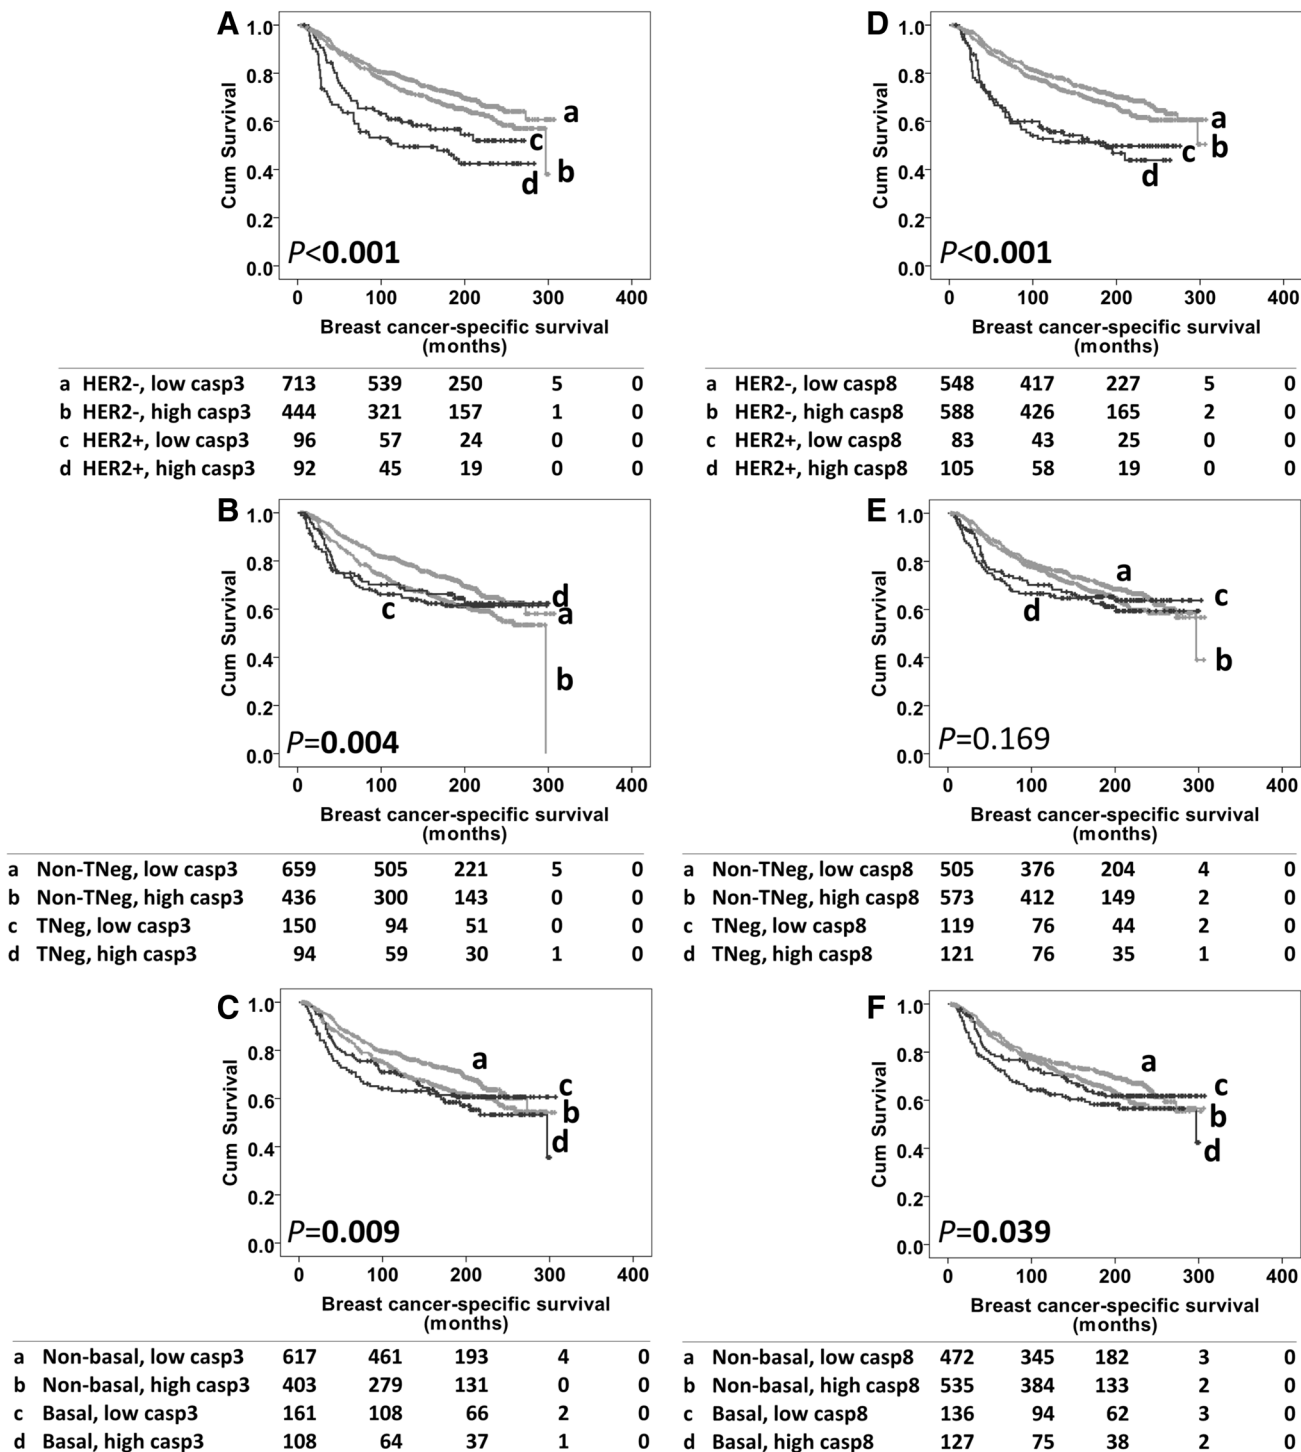 A
1.0
0.8
0.6
0.4
0.2
0.0
Cum Survival
a
c
b
d
P<0.001
0 100 200 300 400
Breast cancer-specific survival
(months)
a HER2-, low casp3 713 539 250 5 0
b HER2-, high casp3 444 321 157 1 0
c HER2+, low casp3 96 57 24 0 0
d HER2+, high casp3 92 45 19 0 0
D
1.0
0.8
0.6
0.4
0.2
0.0
Cum Survival
a
b
c
d
P<0.001
0 100 200 300 400
Breast cancer-specific survival
(months)
a HER2-, low casp8 548 417 227 5 0
b HER2-, high casp8 588 426 165 2 0
c HER2+, low casp8 83 43 25 0 0
d HER2+, high casp8 105 58 19 0 0
B
1.0
0.8
0.6
0.4
0.2
0.0
Cum Survival
d
a
c
b
P=0.004
0 100 200 300 400
Breast cancer-specific survival
(months)
a Non-TNeg, low casp3 659 505 221 5 0
b Non-TNeg, high casp3 436 300 143 0 0
c TNeg, low casp3 150 94 51 0 0
d TNeg, high casp3 94 59 30 1 0
E
1.0
0.8
0.6
0.4
0.2
0.0
Cum Survival
a
c
d
b
P=0.169
0 100 200 300 400
Breast cancer-specific survival
(months)
a Non-TNeg, low casp8 505 376 204 4 0
b Non-TNeg, high casp8 573 412 149 2 0
c TNeg, low casp8 119 76 44 2 0
d TNeg, high casp8 121 76 35 1 0
C
1.0
0.8
0.6
0.4
0.2
0.0
Cum Survival
a
c
b
d
P=0.009
0 100 200 300 400
Breast cancer-specific survival
(months)
a Non-basal, low casp3 617 461 193 4 0
b Non-basal, high casp3 403 279 131 0 0
c Basal, low casp3 161 108 66 2 0
d Basal, high casp3 108 64 37 1 0
F
1.0
0.8
0.6
0.4
0.2
0.0
Cum Survival
a
c
b
d
P=0.039
0 100 200 300 400
Breast cancer-specific survival
(months)
a Non-basal, low casp8 472 345 182 3 0
b Non-basal, high casp8 535 384 133 2 0
c Basal, low casp8 136 94 62 3 0
d Basal, high casp8 127 75 38 2 0